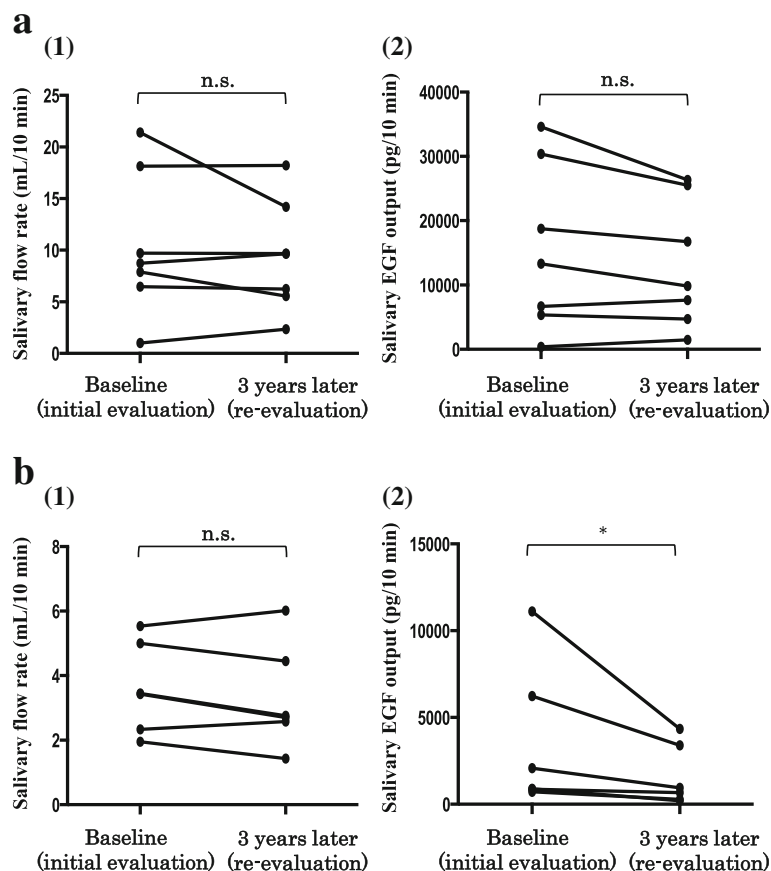 a
(1)
(2)
n.s.
n.s.
Salivary flow rate (mL/10 min)
25
20
15
10
5
0
Salivary EGF output (pg/10 min)
40000
30000
20000
10000
0
Baseline
(initial evaluation)
3 years later
(re-evaluation)
Baseline
(initial evaluation)
3 years later
(re-evaluation)
b
(1)
(2)
n.s.
*
Salivary flow rate (mL/10 min)
8
6
4
2
0
Salivary EGF output (pg/10 min)
15000
10000
5000
0
Baseline
(initial evaluation)
3 years later
(re-evaluation)
Baseline
(initial evaluation)
3 years later
(re-evaluation)